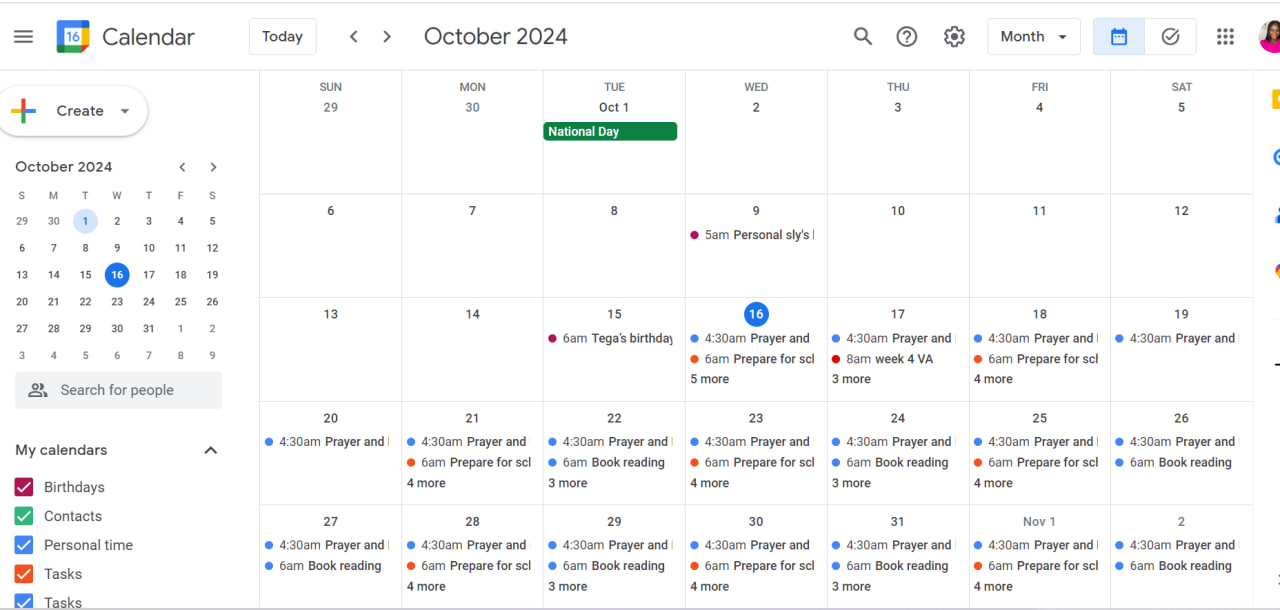 16 Calendar Today October 2024 Month
Create
October 2024
S M T W T F S
29 30 1 2 3 4 5
6 7 8 9 10 11 12
13 14 15 16 17 18 19
20 21 22 23 24 25 26
27 28 29 30 31 1 2
3 4 5 6 7 8 9
Search for people
My calendars
Birthdays
Contacts
Personal time
Tasks
Tasks
SUN MON TUE WED THU FRI SAT
29 30 Oct 1 2 3 4 5
National Day
6 7 8 9 10 11 12
5am Personal sly's
13 14 15 16 17 18 19
6am Tega's birthday 4:30am Prayer and 4:30am Prayer and 4:30am Prayer and 4:30am Prayer and
6am Prepare for scl 8am week 4 VA 6am Prepare for scl
5 more 3 more 4 more
20 21 22 23 24 25 26
4:30am Prayer and 4:30am Prayer and 4:30am Prayer and 4:30am Prayer and 4:30am Prayer and 4:30am Prayer and 4:30am Prayer and
6am Prepare for scl 6am Book reading 6am Prepare for scl 6am Book reading 6am Prepare for scl 6am Book reading
4 more 3 more 4 more 3 more 4 more
27 28 29 30 31 Nov 1 2
4:30am Prayer and 4:30am Prayer and 4:30am Prayer and 4:30am Prayer and 4:30am Prayer and 4:30am Prayer and 4:30am Prayer and
6am Book reading 6am Prepare for scl 6am Book reading 6am Prepare for scl 6am Book reading 6am Prepare for scl 6am Book reading
4 more 3 more 4 more 3 more 4 more